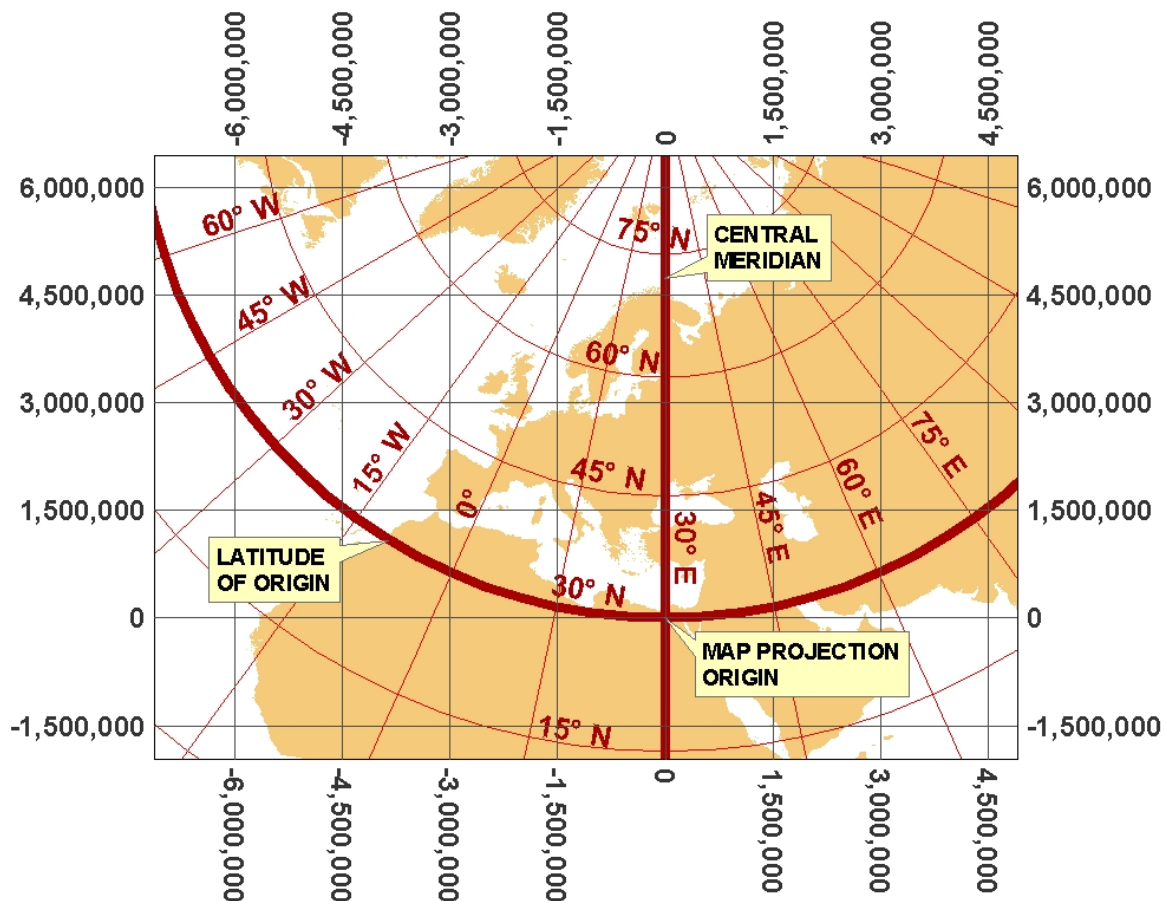 -6,000,000
-4,500,000
-3,000,000
-1,500,000
0
1,500,000
3,000,000
4,500,000
6,000,000
6,000,000
60° W
75° N
CENTRAL
MERIDIAN
4,500,000
45° W
4,500,000
60° N
30° W
3,000,000
3,000,000
15° W
75° E
45° N
60° E
0°
1,500,000
45° E
1,500,000
30° E
LATITUDE
OF ORIGIN
30° N
0
0
MAP PROJECTION
ORIGIN
-1,500,000
15° N
-1,500,000
-6,000,000
-4,500,000
-3,000,000
-1,500,000
0
1,500,000
3,000,000
4,500,000